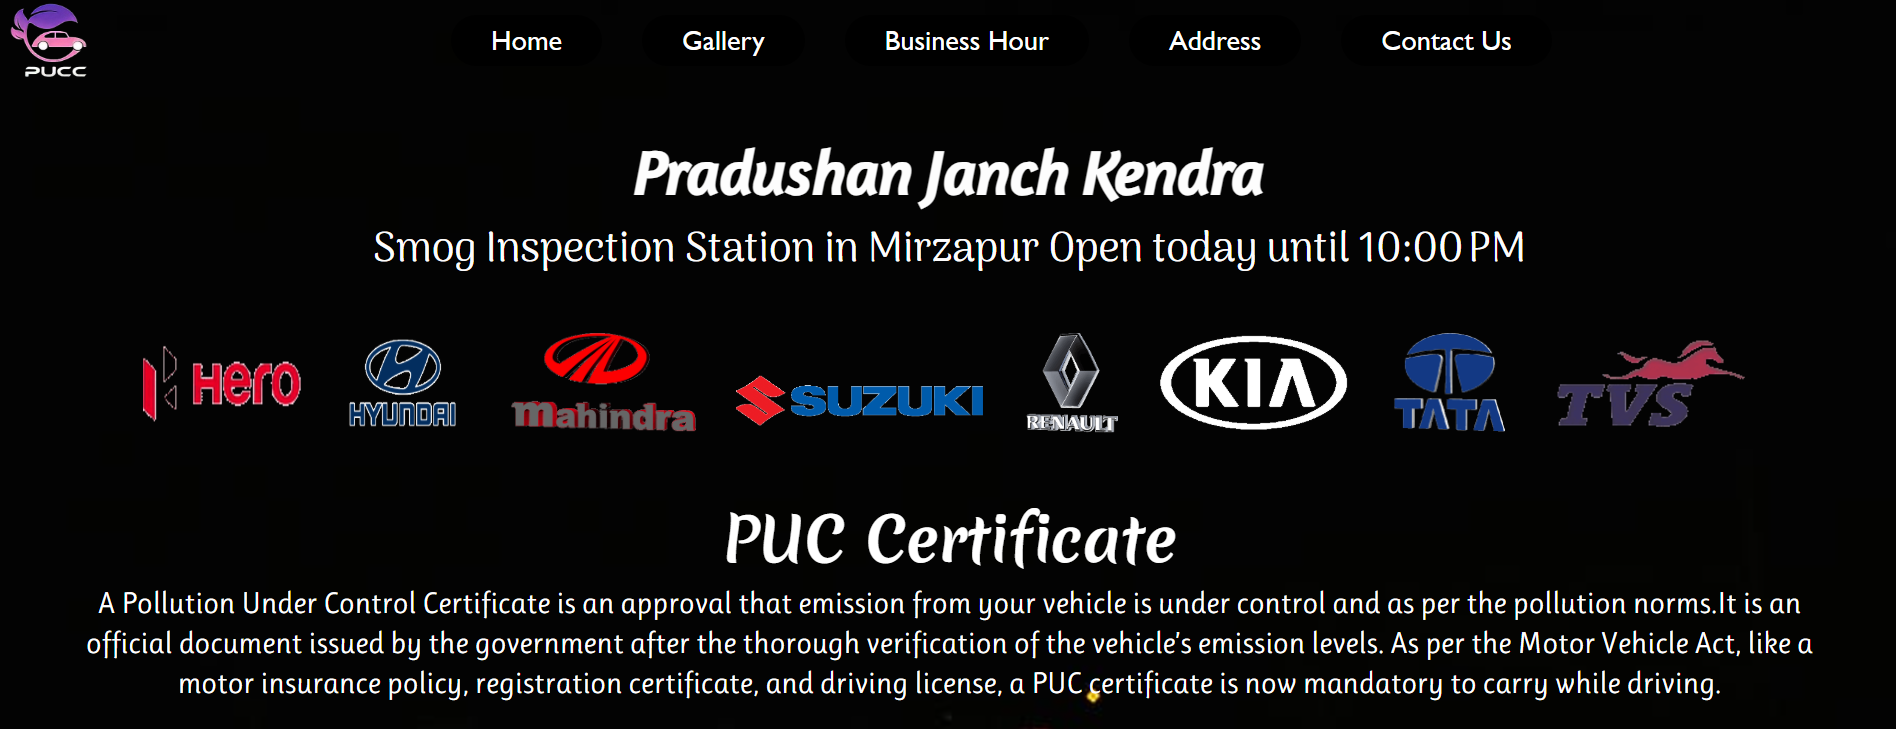 PUCC
Home Gallery Business Hour Address Contact Us
Pradushan Janch Kendra
Smog Inspection Station in Mirzapur Open today until 10:00 PM
Hero HYUNDAI Mahindra SUZUKI RENAULT KIA TATA TVS
PUC Certificate
A Pollution Under Control Certificate is an approval that emission from your vehicle is under control and as per the pollution norms.It is an
official document issued by the government after the thorough verification of the vehicle's emission levels. As per the Motor Vehicle Act, like a
motor insurance policy, registration certificate, and driving license, a PUC certificate is now mandatory to carry while driving.